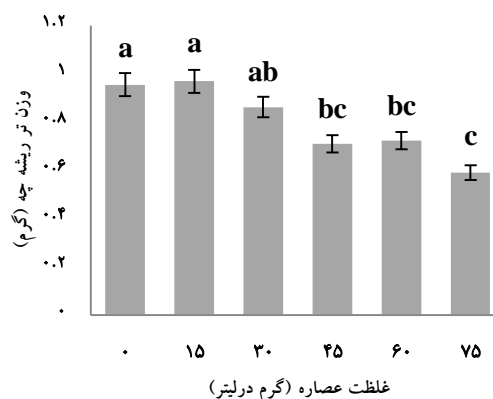 وزن تر ریشه چه (گرم)
۱.۲
۱
۰.۸
۰.۶
۰.۴
۰.۲
۰
a a ab bc bc c
۰ ۱۵ ۳۰ ۴۵ ۶۰ ۷۵
غلظت عصاره (گرم درلیتر)